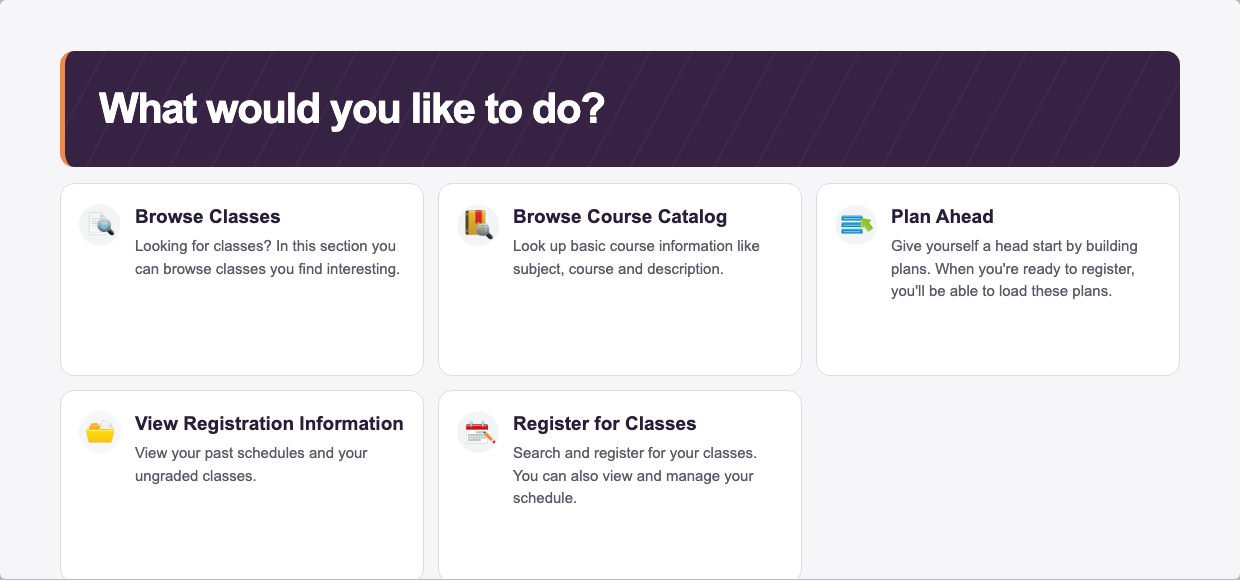 What would you like to do?
Browse Classes
Looking for classes? In this section you
can browse classes you find interesting.
Browse Course Catalog
Look up basic course information like
subject, course and description.
Plan Ahead
Give yourself a head start by building
plans. When you're ready to register,
you'll be able to load these plans.
View Registration Information
View your past schedules and your
ungraded classes.
Register for Classes
Search and register for your classes.
You can also view and manage your
schedule.